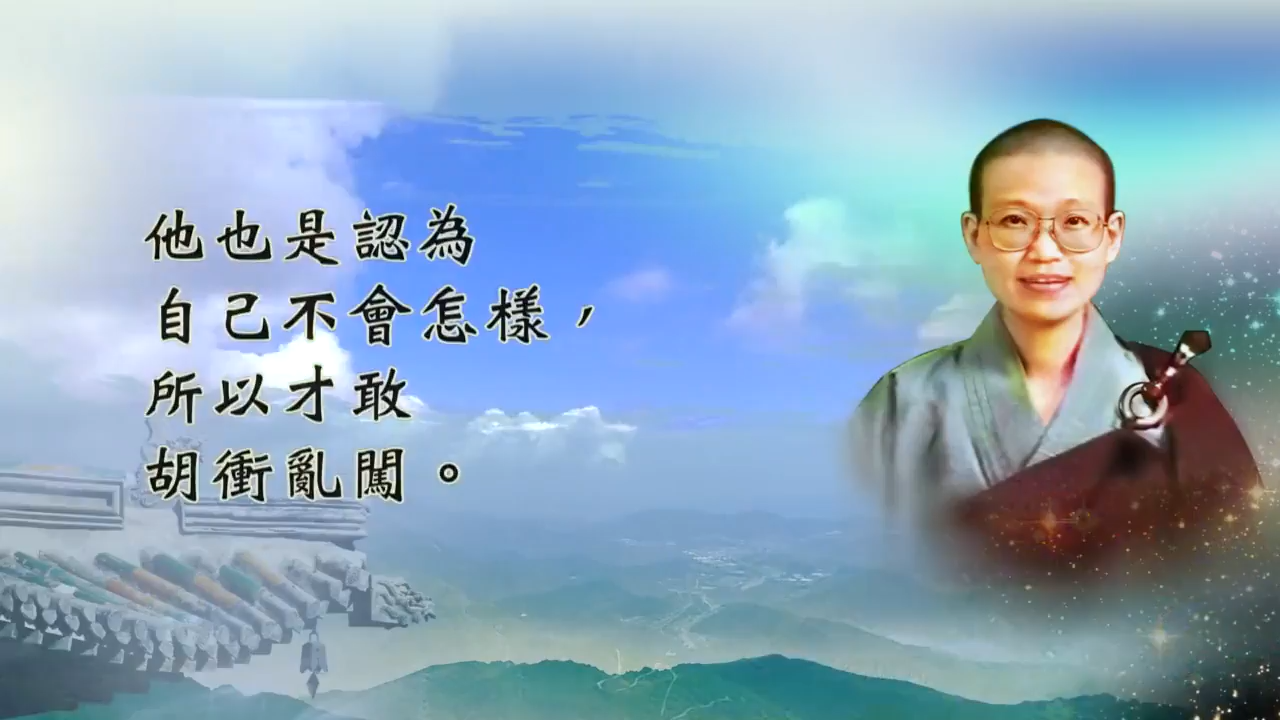 他也是認為
自己不會怎樣，
所以才敢
胡衝亂闖。